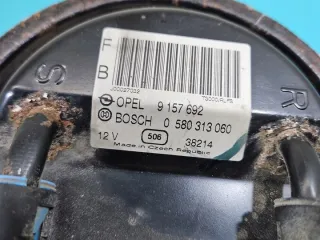 F
B
S
R
OPEL 9 157 692
BOSCH 0 580 313 060
12 V 506 38214
Made in Czech Republic